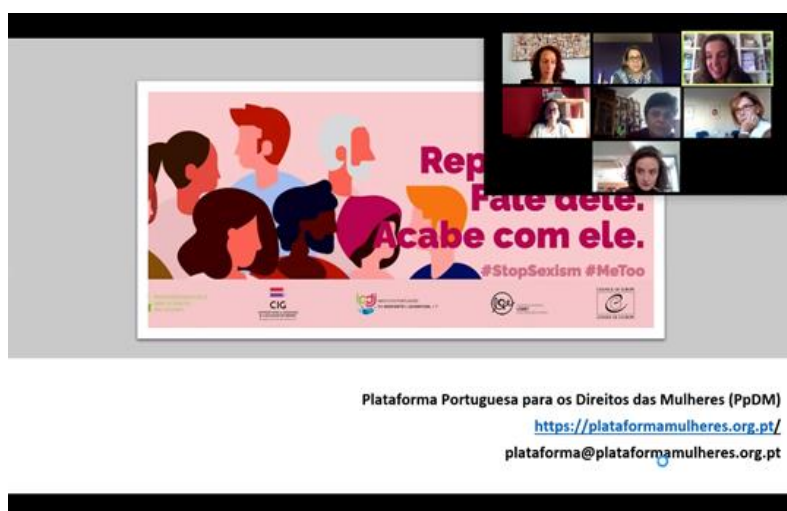 Rep
Fale dele.
Acabe com ele.
#StopSexism #MeToo
CIG
Plataforma Portuguesa para os Direitos das Mulheres (PpDM)
https://plataformamulheres.org.pt/
plataforma@plataformamulheres.org.pt